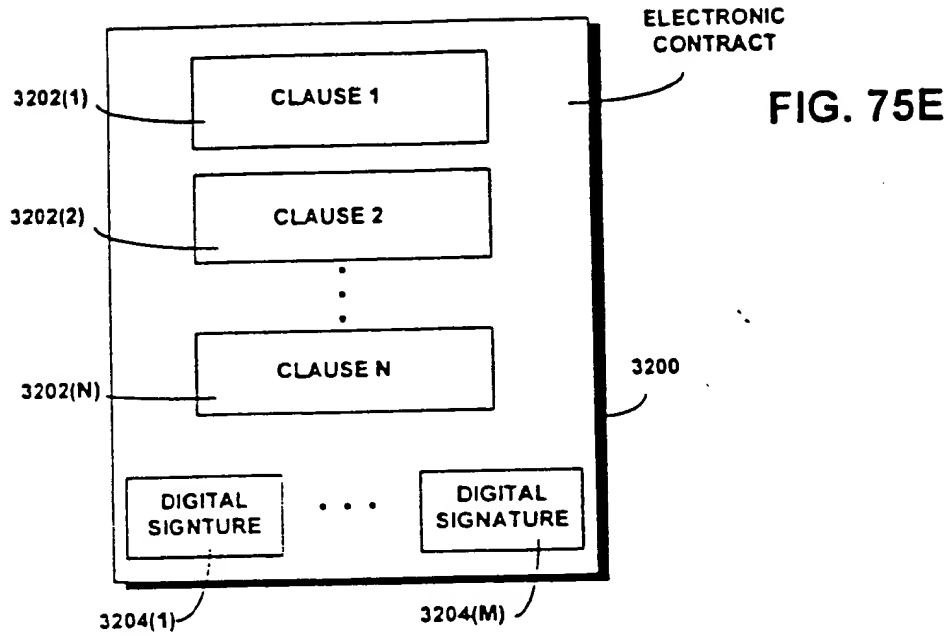 ELECTRONIC
CONTRACT
FIG. 75E
3202(1)
CLAUSE 1
3202(2)
CLAUSE 2
3202(N)
CLAUSE N
3200
DIGITAL
SIGNTURE
DIGITAL
SIGNATURE
3204(1)
3204(M)